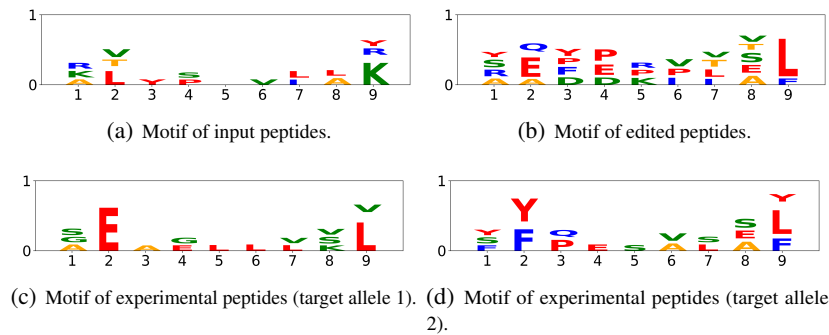 1
0
R
K
A
V
T
L
Y
S
P
V
L
I
L
A
Y
R
K
1 2 3 4 5 6 7 8 9
(a) Motif of input peptides.
1
0
Y
S
R
A
Q
E
A
Y
P
F
D
P
E
D
R
P
K
V
P
I
V
T
L
I
V
T
S
E
A
L
F
1 2 3 4 5 6 7 8 9
(b) Motif of edited peptides.
1
0
S
G
A
E
A
G
E
L
L
V
L
V
S
K
V
L
1 2 3 4 5 6 7 8 9
(c) Motif of experimental peptides (target allele 1).
1
0
Y
S
F
Y
F
Q
P
E
S
V
A
S
L
S
E
A
Y
L
F
1 2 3 4 5 6 7 8 9
(d) Motif of experimental peptides (target allele
2).